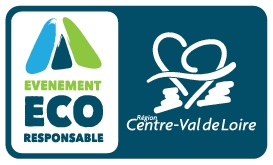 EVENEMENT
ECO
RESPONSABLE
Région
Centre-Val de Loire